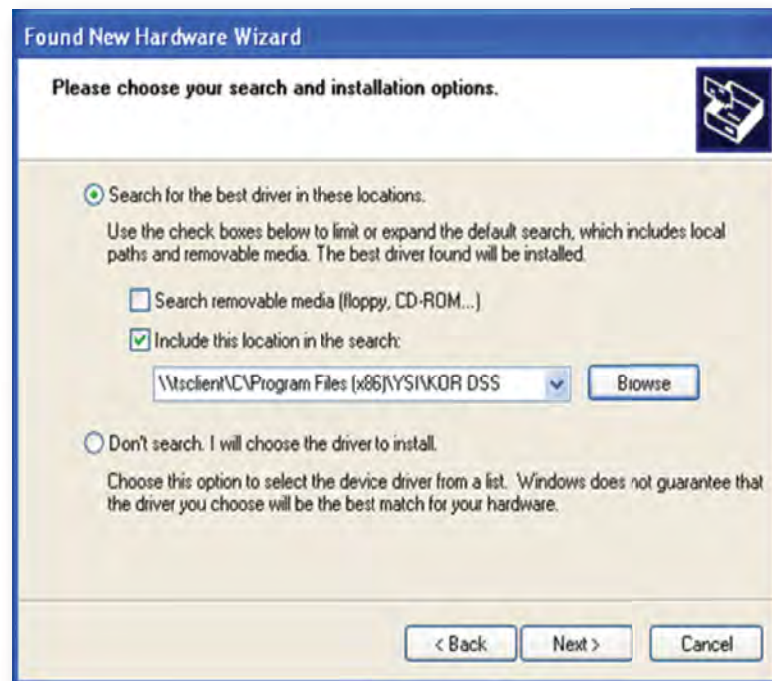 Found New Hardware Wizard
Please choose your search and installation options.
Search for the best driver in these locations.
Use the check boxes below to limit or expand the default search, which includes local
paths and removable media. The best driver found will be installed.
Search removable media (floppy, CD-ROM...)
Include this location in the search:
\\tsclient\C\Program Files (x86)\YSI\KOR DSS
Browse
Don't search. I will choose the driver to install.
Choose this option to select the device driver from a list. Windows does not guarantee that
the driver you choose will be the best match for your hardware.
< Back Next > Cancel